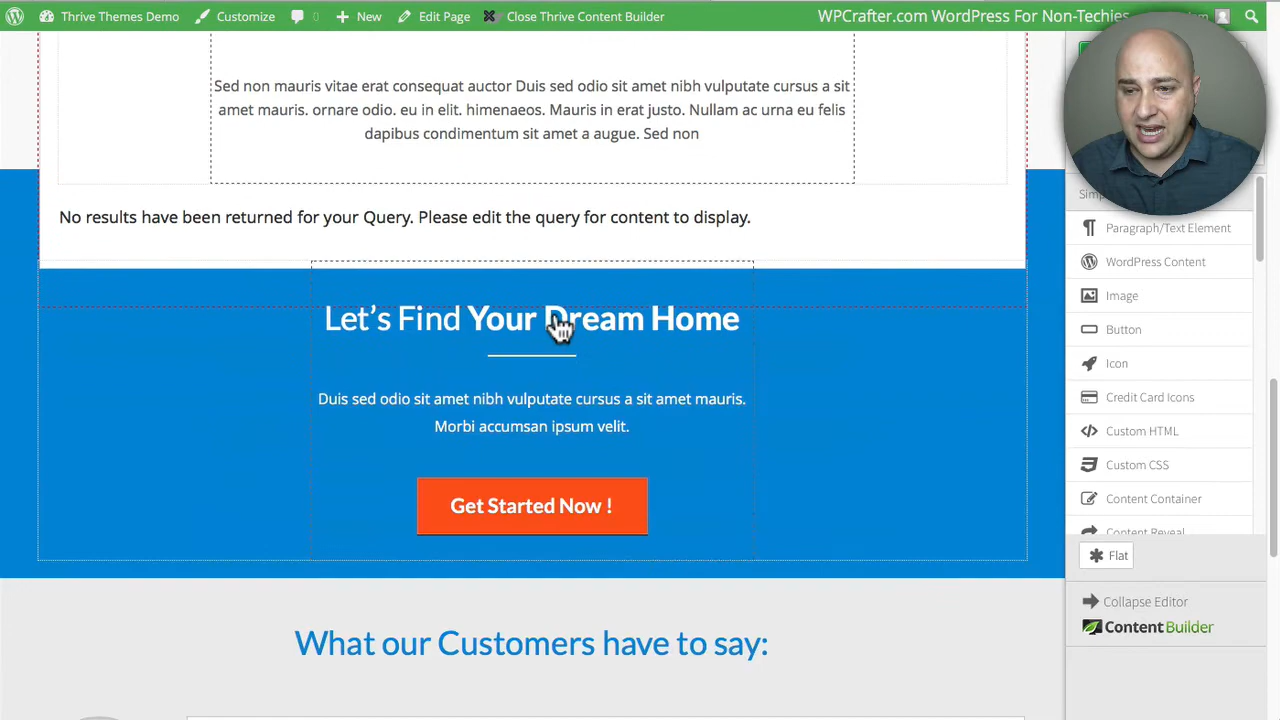 Thrive Themes Demo
Customize
0
New
Edit Page
Close Thrive Content Builder
WPCrafter.com WordPress For Non-Techies
Sed non mauris vitae erat consequat auctor Duis sed odio sit amet nibh vulputate cursus a sit
amet mauris. ornare odio. eu in elit. himenaeos. Mauris in erat justo. Nullam ac urna eu felis
dapibus condimentum sit amet a augue. Sed non
No results have been returned for your Query. Please edit the query for content to display.
Let's Find Your Dream Home
Duis sed odio sit amet nibh vulputate cursus a sit amet mauris.
Morbi accumsan ipsum velit.
Get Started Now !
What our Customers have to say:
Paragraph/Text Element
WordPress Content
Image
Button
Icon
Credit Card Icons
Custom HTML
Custom CSS
Content Container
Content Reveal
Flat
Collapse Editor
Content Builder